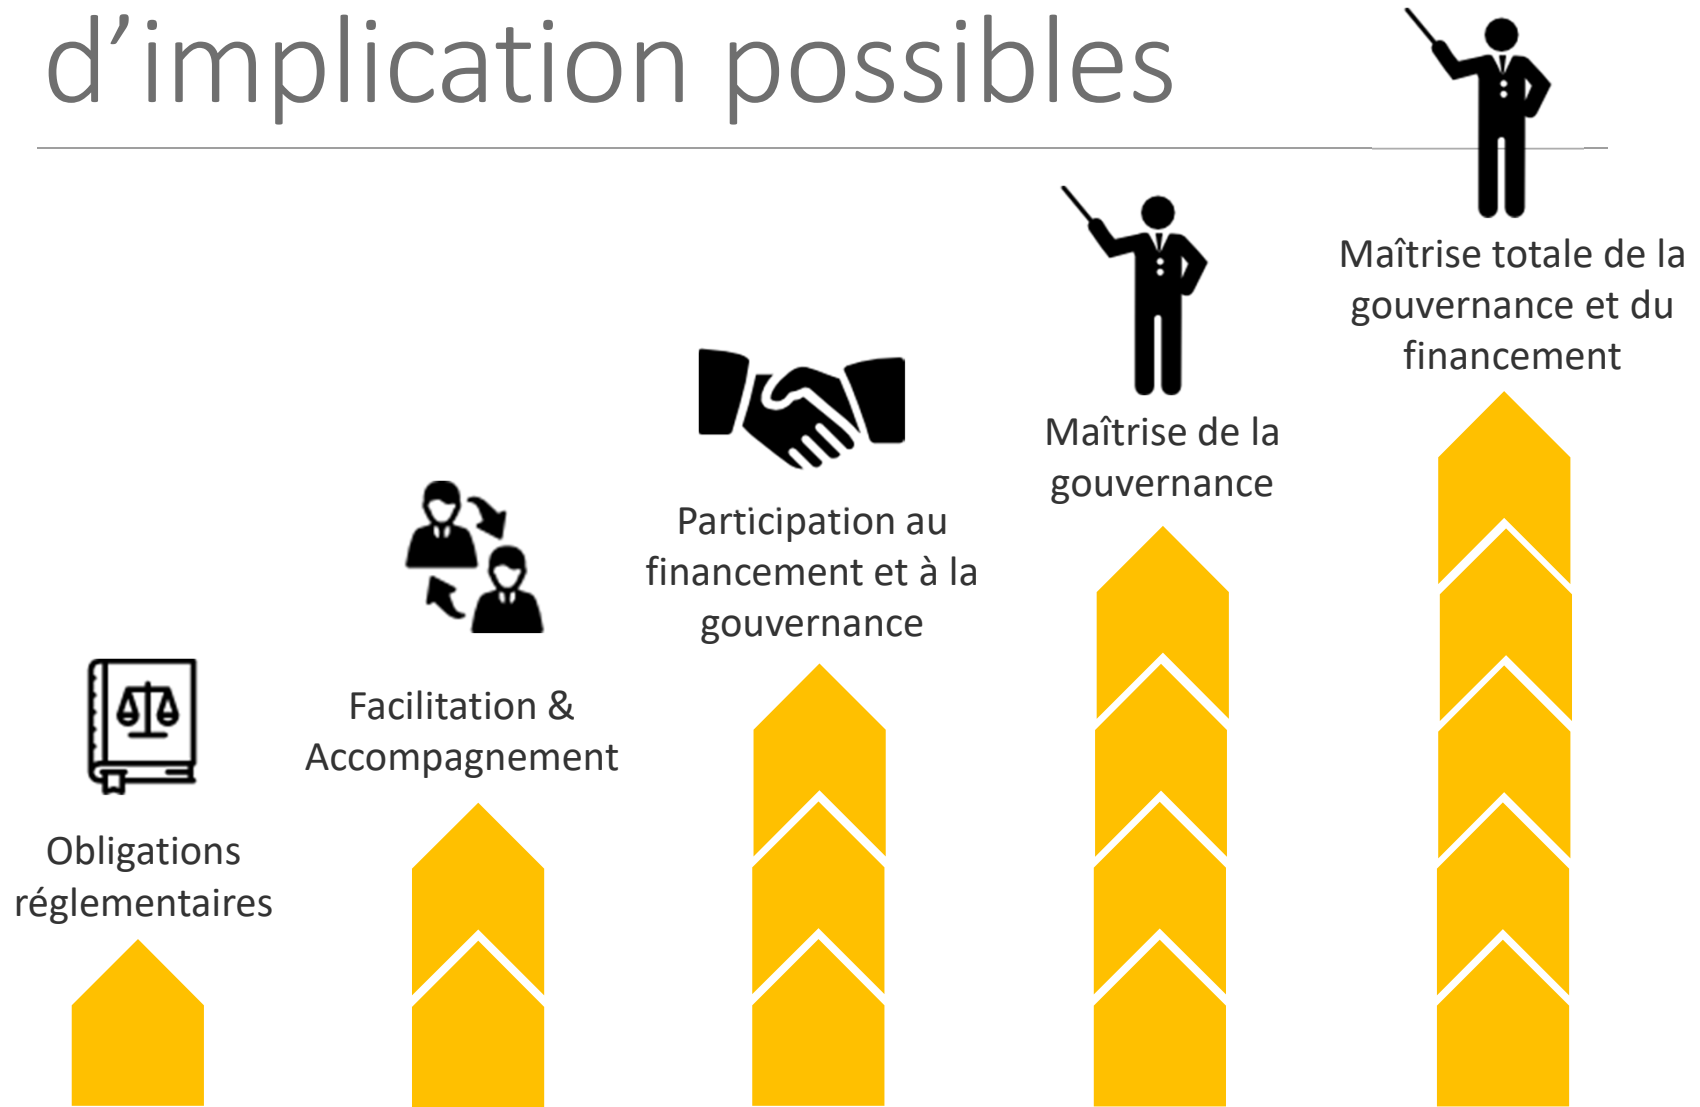 d’implication possibles
Obligations
réglementaires
Facilitation &
Accompagnement
Participation au
financement et à la
gouvernance
Maîtrise de la
gouvernance
Maîtrise totale de la
gouvernance et du
financement